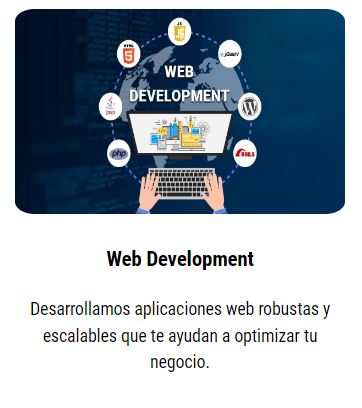 JS
HTML
5
jQuery
WEB
DEVELOPMENT
Java
W
php
RAILS
Web Development
Desarrollamos aplicaciones web robustas y
escalables que te ayudan a optimizar tu
negocio.